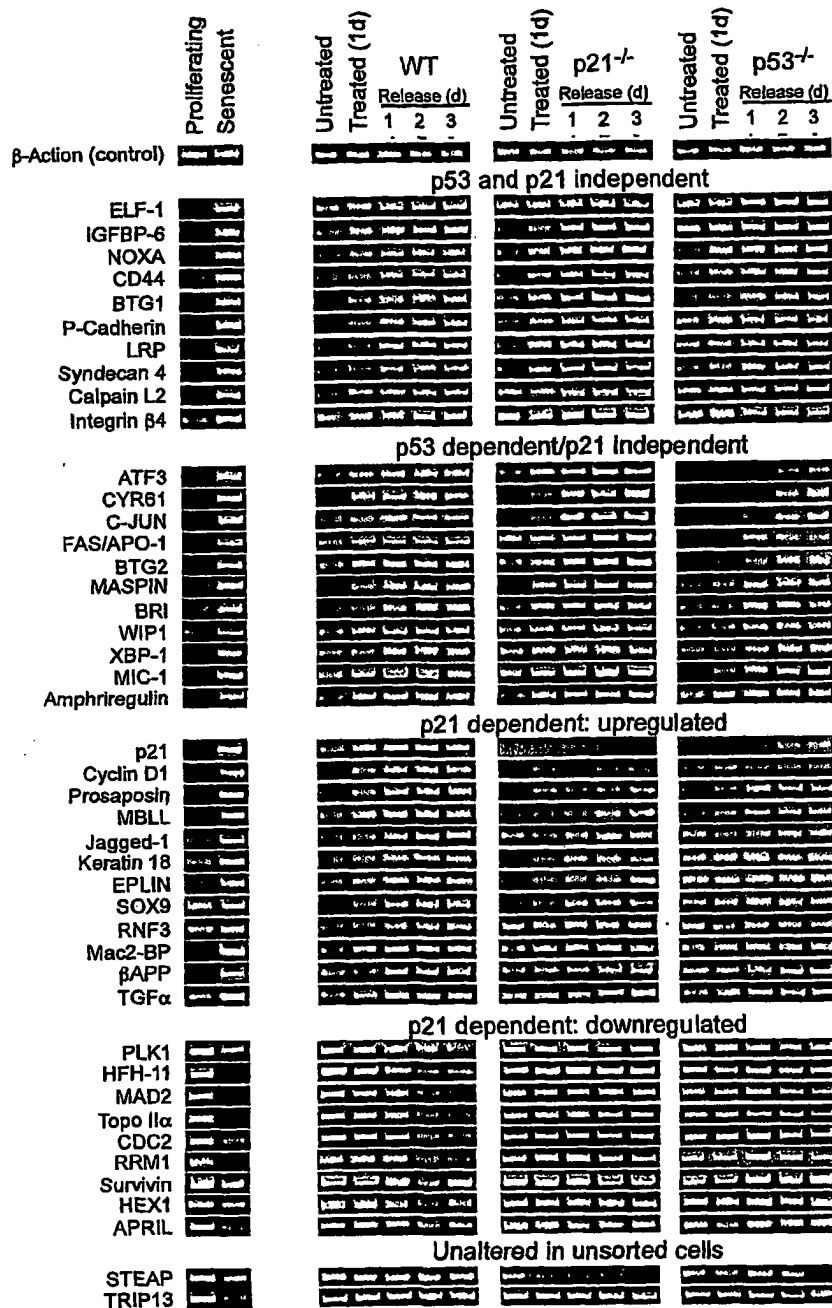 Proliferating
Senescent
Untreated
Treated (1d)
WT
Release (d)
1 2 3
Untreated
Treated (1d)
p21-/-
Release (d)
1 2 3
Untreated
Treated (1d)
p53-/-
Release (d)
1 2 3
β-Action (control)
p53 and p21 independent
ELF-1
IGFBP-6
NOXA
CD44
BTG1
P-Cadherin
LRP
Syndecan 4
Calpain L2
Integrin β4
p53 dependent/p21 independent
ATF3
CYR61
C-JUN
FAS/APO-1
BTG2
MASPIN
BRI
WIP1
XBP-1
MIC-1
Amphriregulin
p21 dependent: upregulated
p21
Cyclin D1
Prosaposin
MBLL
Jagged-1
Keratin 18
EPLIN
SOX9
RNF3
Mac2-BP
βAPP
TGFα
p21 dependent: downregulated
PLK1
HFH-11
MAD2
Topo IIα
CDC2
RRM1
Survivin
HEX1
APRIL
Unaltered in unsorted cells
STEAP
TRIP13